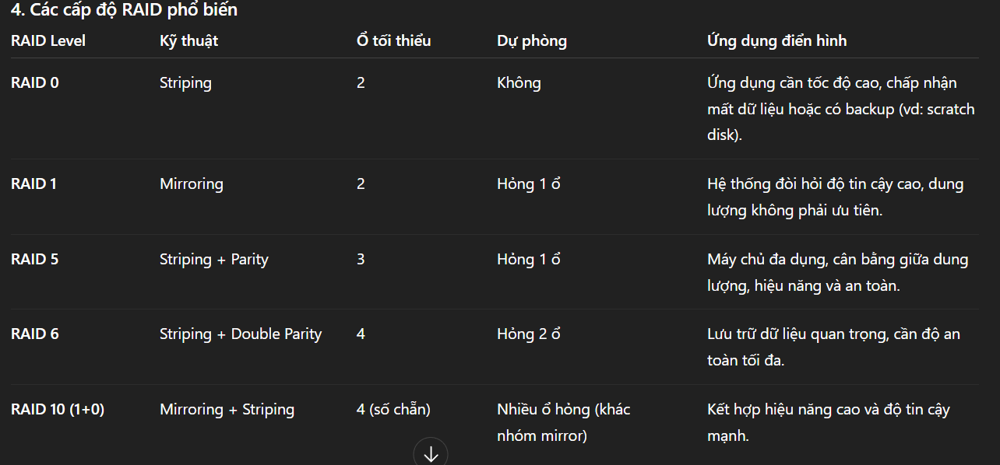 4. Các cấp độ RAID phổ biến
RAID Level Kỹ thuật Ổ tối thiểu Dự phòng Ứng dụng điển hình
RAID 0 Striping 2 Không Ứng dụng cần tốc độ cao, chấp nhận
mất dữ liệu hoặc có backup (vd: scratch
disk).
RAID 1 Mirroring 2 Hỏng 1 ổ Hệ thống đòi hỏi độ tin cậy cao, dung
lượng không phải ưu tiên.
RAID 5 Striping + Parity 3 Hỏng 1 ổ Máy chủ đa dụng, cân bằng giữa dung
lượng, hiệu năng và an toàn.
RAID 6 Striping + Double Parity 4 Hỏng 2 ổ Lưu trữ dữ liệu quan trọng, cần độ an
toàn tối đa.
RAID 10 (1+0) Mirroring + Striping 4 (số chẵn) Nhiều ổ hỏng (khác Kết hợp hiệu năng cao và độ tin cậy
nhóm mirror) mạnh.